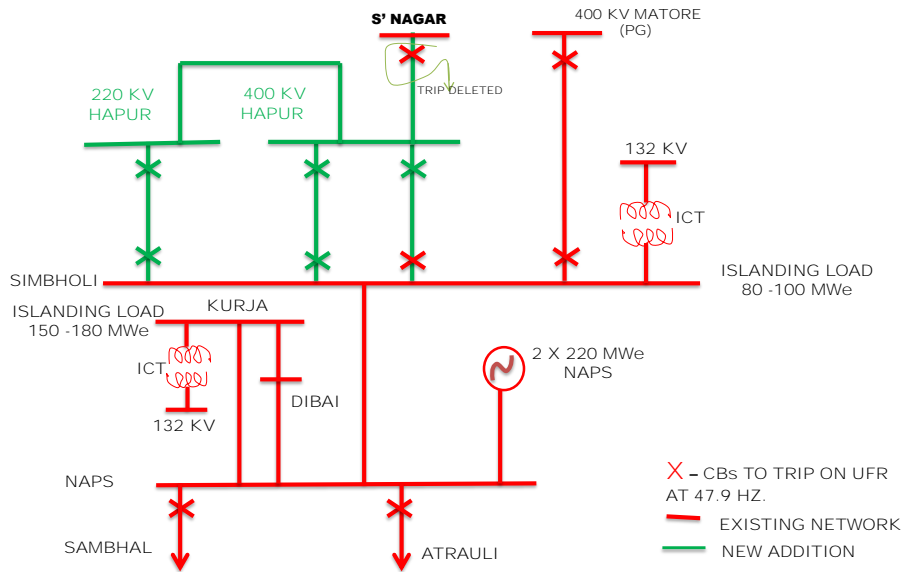 S' NAGAR
400 KV MATORE
(PG)
TRIP DELETED
220 KV
HAPUR
400 KV
HAPUR
132 KV
ICT
SIMBHOLI
ISLANDING LOAD
80 -100 MWe
ISLANDING LOAD
150 -180 MWe
KURJA
ICT
132 KV
DIBAI
2 X 220 MWe
NAPS
NAPS
SAMBHAL
ATRAULI
X – CBs TO TRIP ON UFR
AT 47.9 HZ.
EXISTING NETWORK
NEW ADDITION